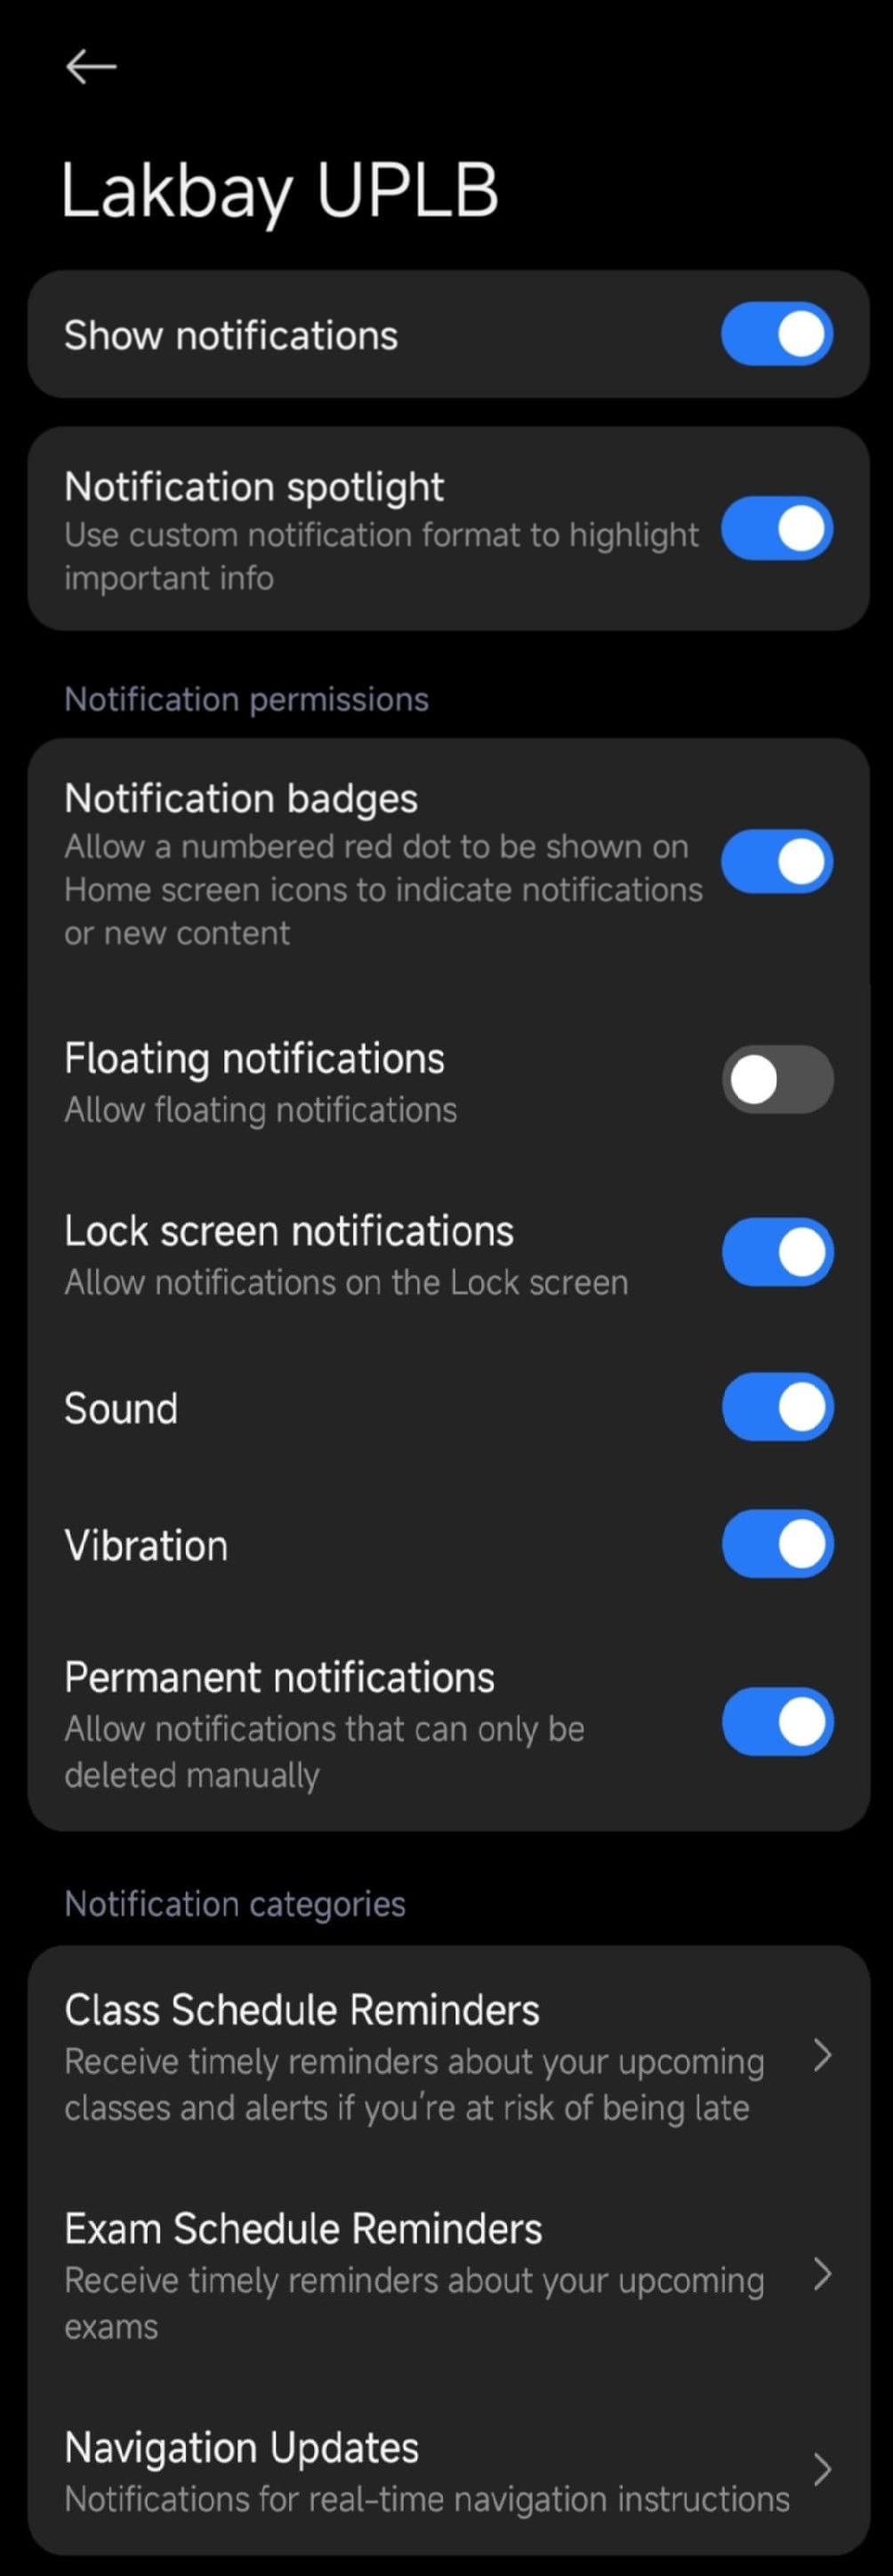 Lakbay UPLB
Show notifications
Notification spotlight
Use custom notification format to highlight
important info
Notification permissions
Notification badges
Allow a numbered red dot to be shown on
Home screen icons to indicate notifications
or new content
Floating notifications
Allow floating notifications
Lock screen notifications
Allow notifications on the Lock screen
Sound
Vibration
Permanent notifications
Allow notifications that can only be
deleted manually
Notification categories
Class Schedule Reminders
Receive timely reminders about your upcoming
classes and alerts if you're at risk of being late
Exam Schedule Reminders
Receive timely reminders about your upcoming
exams
Navigation Updates
Notifications for real-time navigation instructions